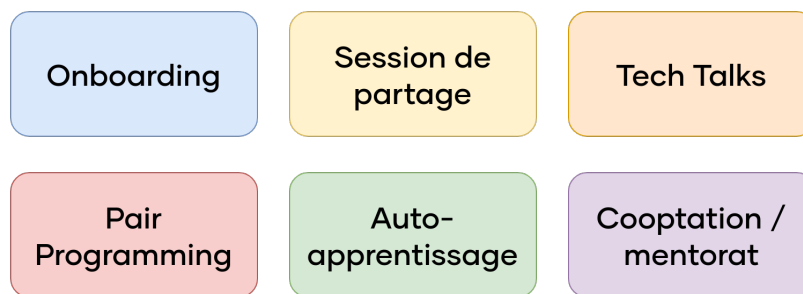 Onboarding
Session de
partage
Tech Talks
Pair
Programming
Auto-
apprentissage
Cooptation /
mentorat